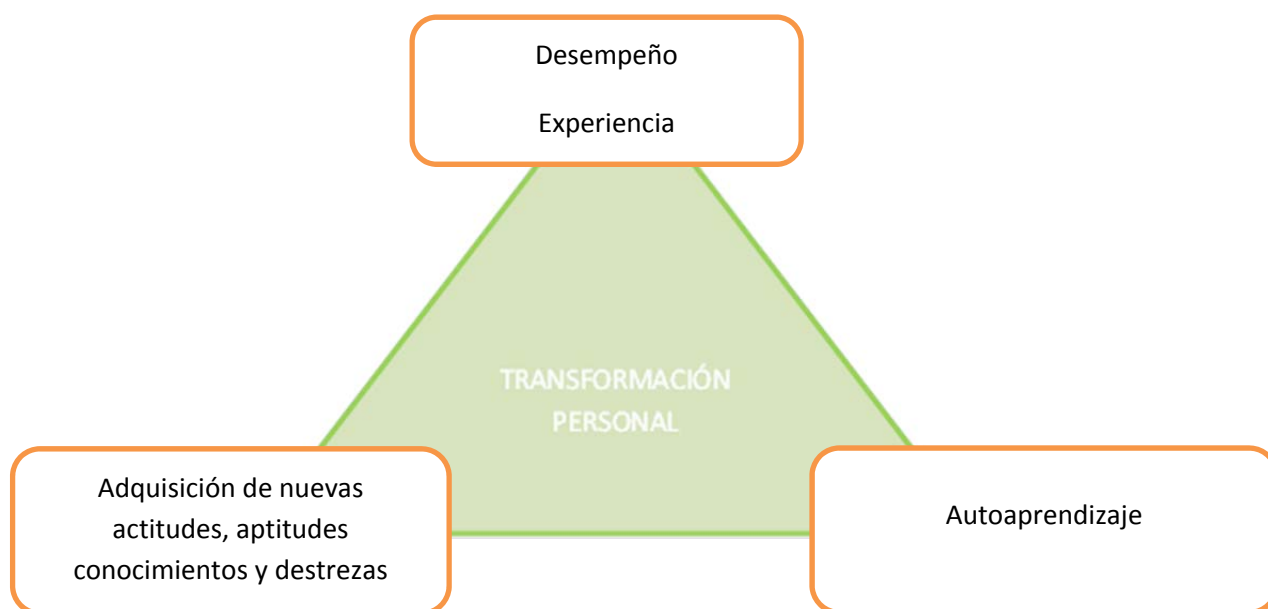 Desempeño
Experiencia
TRANSFORMACIÓN
PERSONAL
Adquisición de nuevas
actitudes, aptitudes
conocimientos y destrezas
Autoaprendizaje